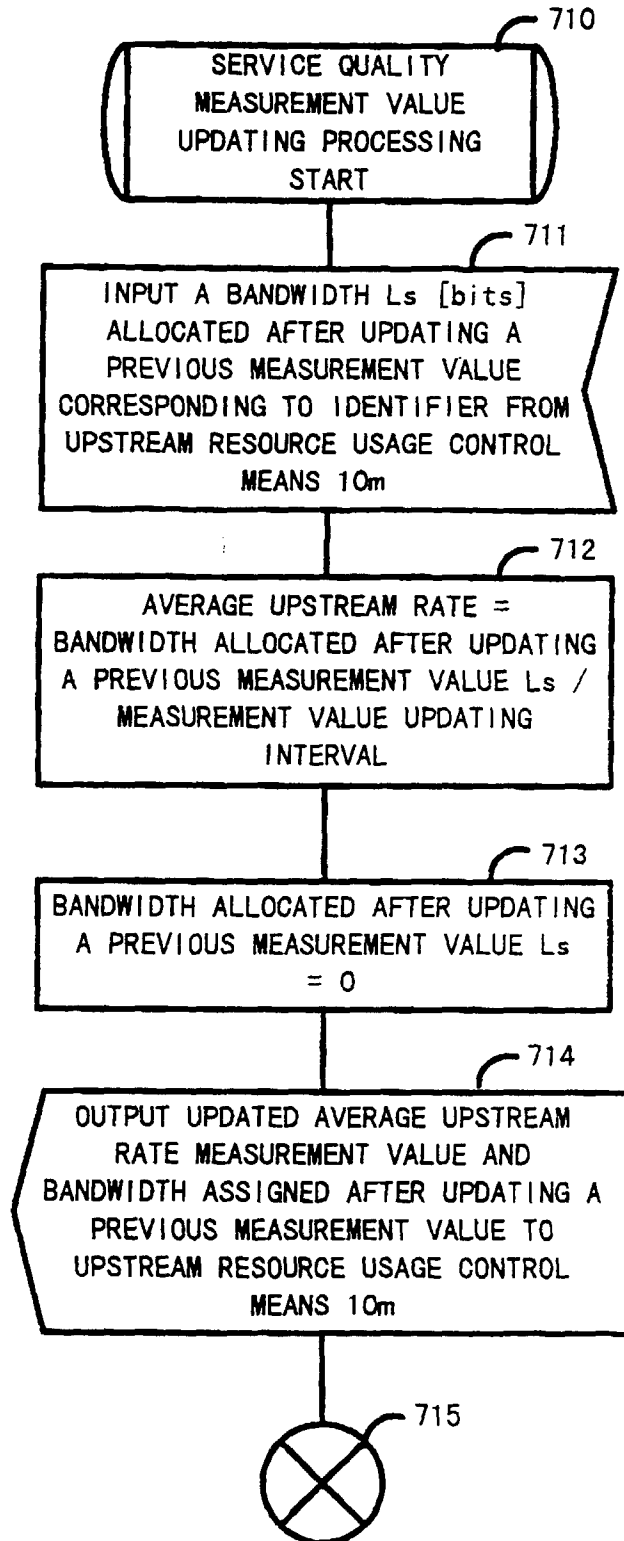 710
SERVICE QUALITY
MEASUREMENT VALUE
UPDATING PROCESSING
START
711
INPUT A BANDWIDTH Ls [bits]
ALLOCATED AFTER UPDATING A
PREVIOUS MEASUREMENT VALUE
CORRESPONDING TO IDENTIFIER FROM
UPSTREAM RESOURCE USAGE CONTROL
MEANS 10m
712
AVERAGE UPSTREAM RATE =
BANDWIDTH ALLOCATED AFTER UPDATING
A PREVIOUS MEASUREMENT VALUE Ls /
MEASUREMENT VALUE UPDATING
INTERVAL
713
BANDWIDTH ALLOCATED AFTER UPDATING
A PREVIOUS MEASUREMENT VALUE Ls
= 0
714
OUTPUT UPDATED AVERAGE UPSTREAM
RATE MEASUREMENT VALUE AND
BANDWIDTH ASSIGNED AFTER UPDATING A
PREVIOUS MEASUREMENT VALUE TO
UPSTREAM RESOURCE USAGE CONTROL
MEANS 10m
715